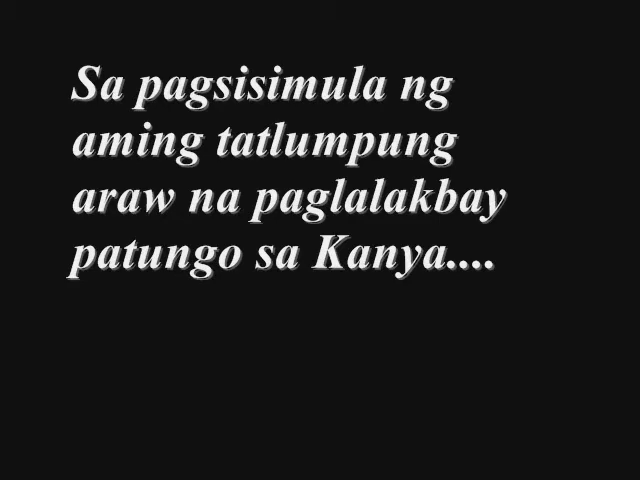 Sa pagsisimula ng
aming tatlumpung
araw na paglalakbay
patungo sa Kanya....